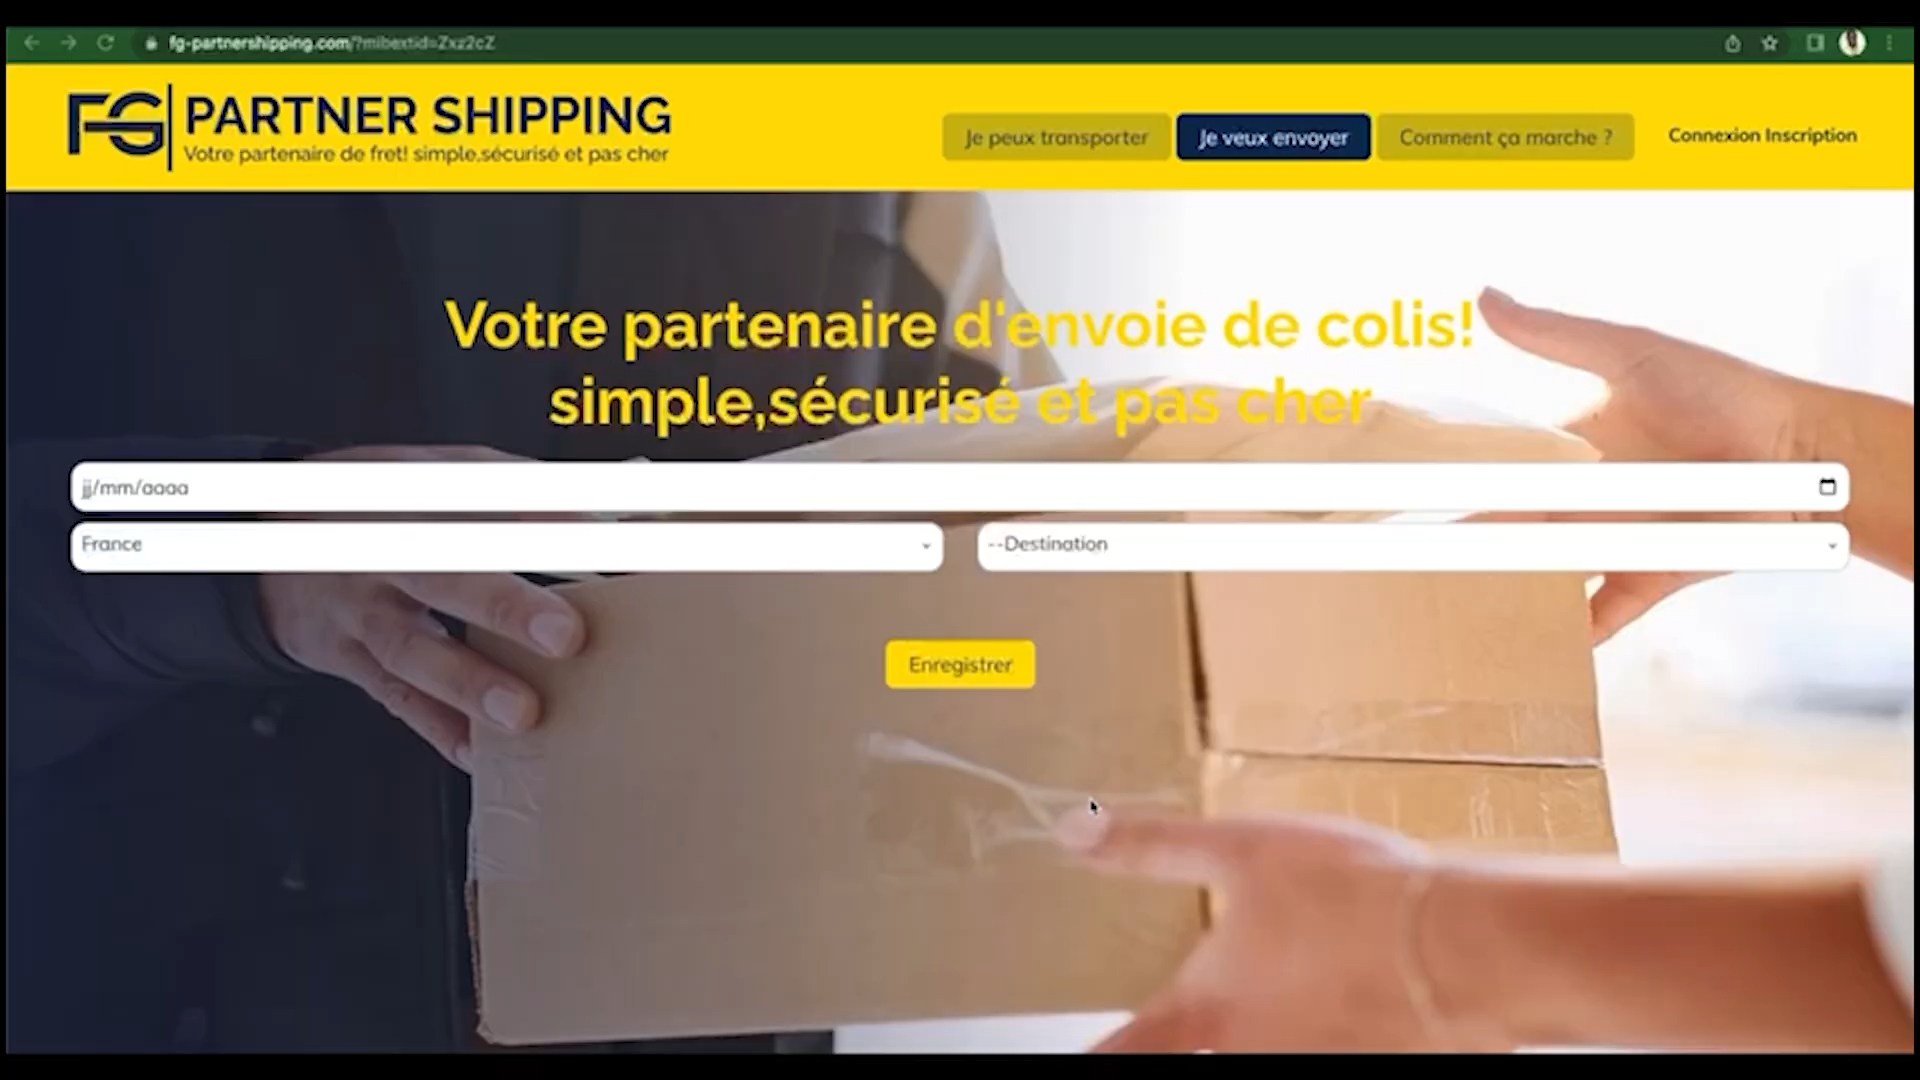 fg-partnershipping.com/?mibextid=Zxz2cZ
FG PARTNER SHIPPING
Votre partenaire de fret! simple,sécurisé et pas cher
Je peux transporter
Je veux envoyer
Comment ça marche ?
Connexion Inscription
Votre partenaire d'envoie de colis!
simple,sécurisé et pas cher
jj/mm/aaaa
France
--Destination
Enregistrer